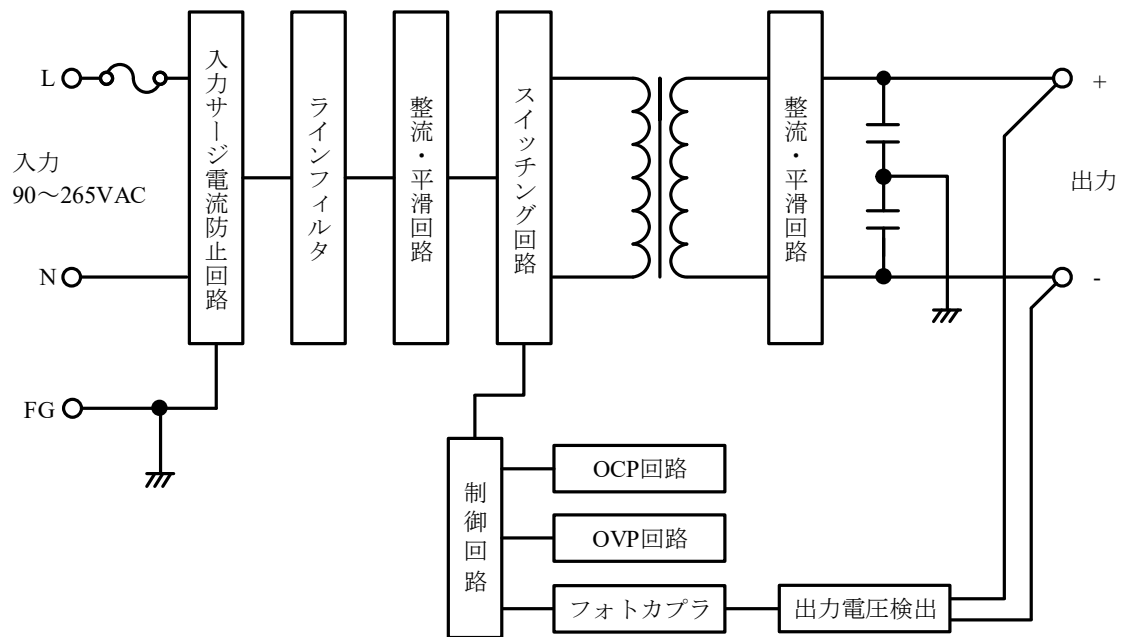 L
入力
90～265VAC
N
FG
入力サージ電流防止回路
ラインフィルタ
整流・平滑回路
スイッチング回路
整流・平滑回路
+
出力
-
制御回路
OCP回路
OVP回路
フォトカプラ
出力電圧検出